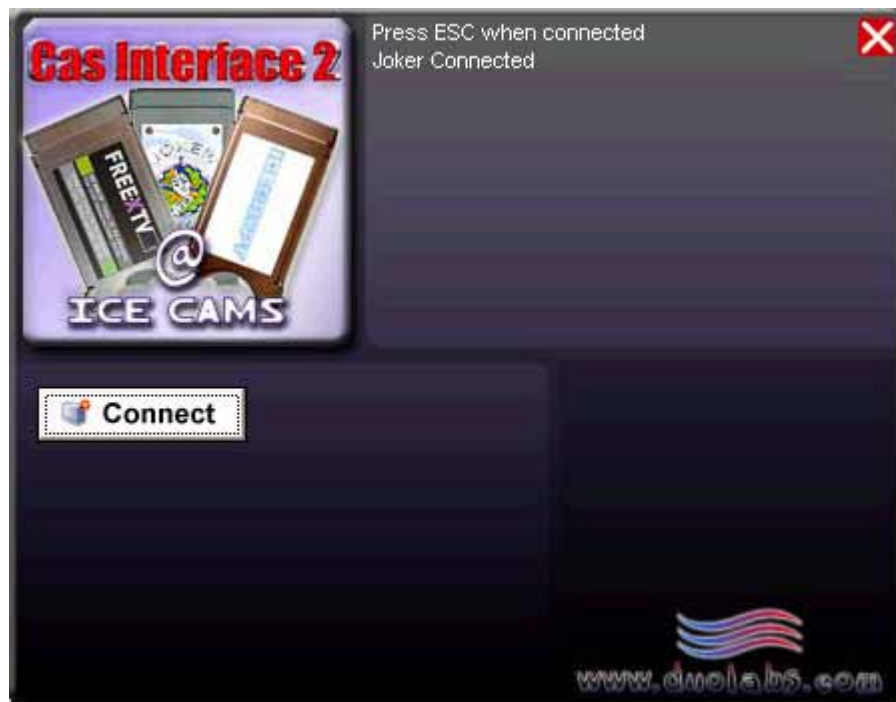 Cas Interface 2
Press ESC when connected
Joker Connected
FREEXTV
JOKER
@
ICE CAMS
Connect
www.duolabs.com